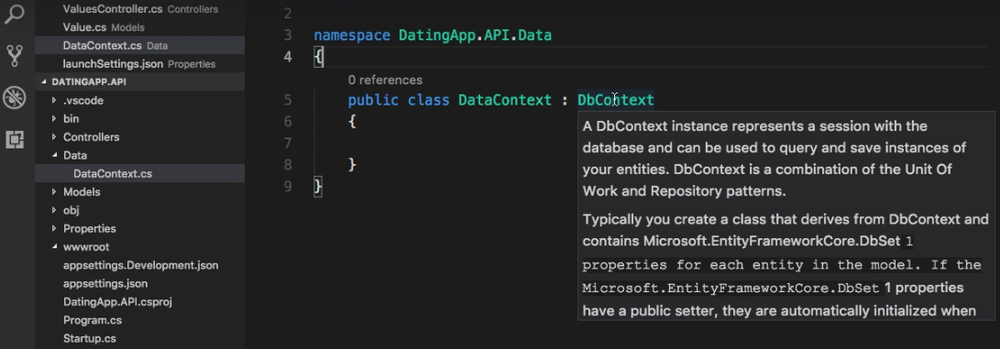 ValuesController.cs Controllers
Value.cs Models
DataContext.cs Data
launchSettings.json Properties
DATINGAPP.API
.vscode
bin
Controllers
Data
DataContext.cs
Models
obj
Properties
wwwroot
appsettings.Development.json
appsettings.json
DatingApp.API.csproj
Program.cs
Startup.cs
2
3 namespace DatingApp.API.Data
4 {
0 references
5 public class DataContext : DbContext
6 {
7
8 }
9 }
A DbContext instance represents a session with the
database and can be used to query and save instances of
your entities. DbContext is a combination of the Unit Of
Work and Repository patterns.
Typically you create a class that derives from DbContext and
contains Microsoft.EntityFrameworkCore.DbSet 1
properties for each entity in the model. If the
Microsoft.EntityFrameworkCore.DbSet 1 properties
have a public setter, they are automatically initialized when